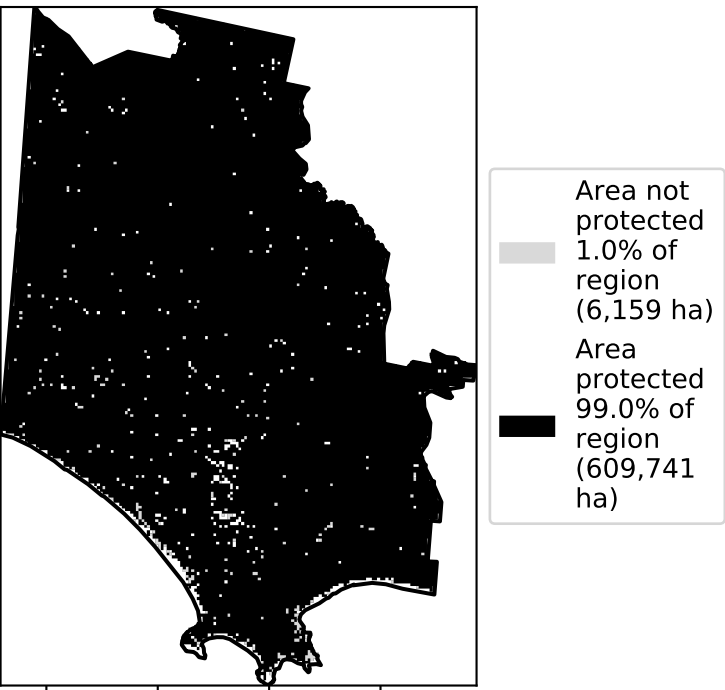 Area not
protected
1.0% of
region
(6,159 ha)
Area
protected
99.0% of
region
(609,741
ha)